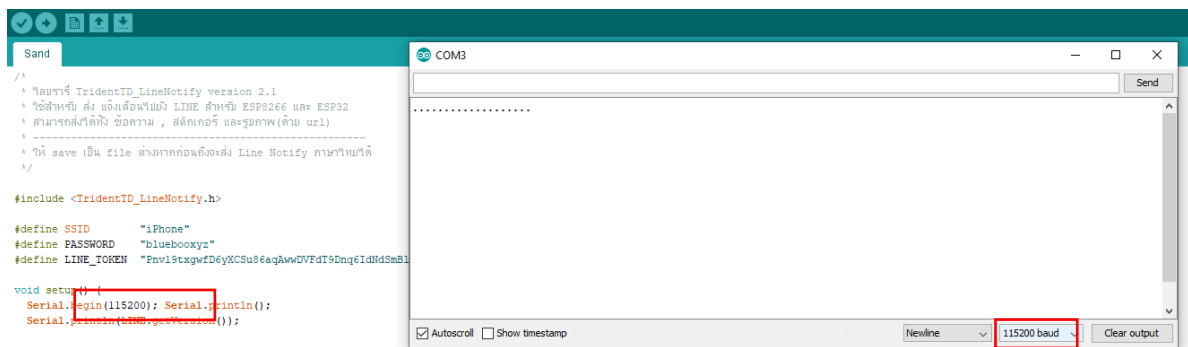 Sand
/*
* ไลบรารี่ TridentTD_LineNotify version 2.1
* ใช้สำหรับ ส่ง แจ้งเตือนไปยัง LINE สำหรับ ESP8266 และ ESP32
* สามารถส่งได้ทั้ง ข้อความ , สติกเกอร์ และรูปภาพ(ด้วย url)
* ----------------------------------------------------
* ให้ save เป็น file ต่างหากก่อนถึงจะส่ง Line Notify ภาษาไทยได้
*/
#include <TridentTD_LineNotify.h>
#define SSID "iPhone"
#define PASSWORD "bluebooxyz"
#define LINE_TOKEN "Pnv19txgwfD6yXCSu86aqAwwDVFdT9Dnq6IdNdSmBl
void setup() {
Serial.begin(115200); Serial.println();
Serial.println(LINE.getVersion());
COM3
Send
...................
Autoscroll
Show timestamp
Newline
115200 baud
Clear output